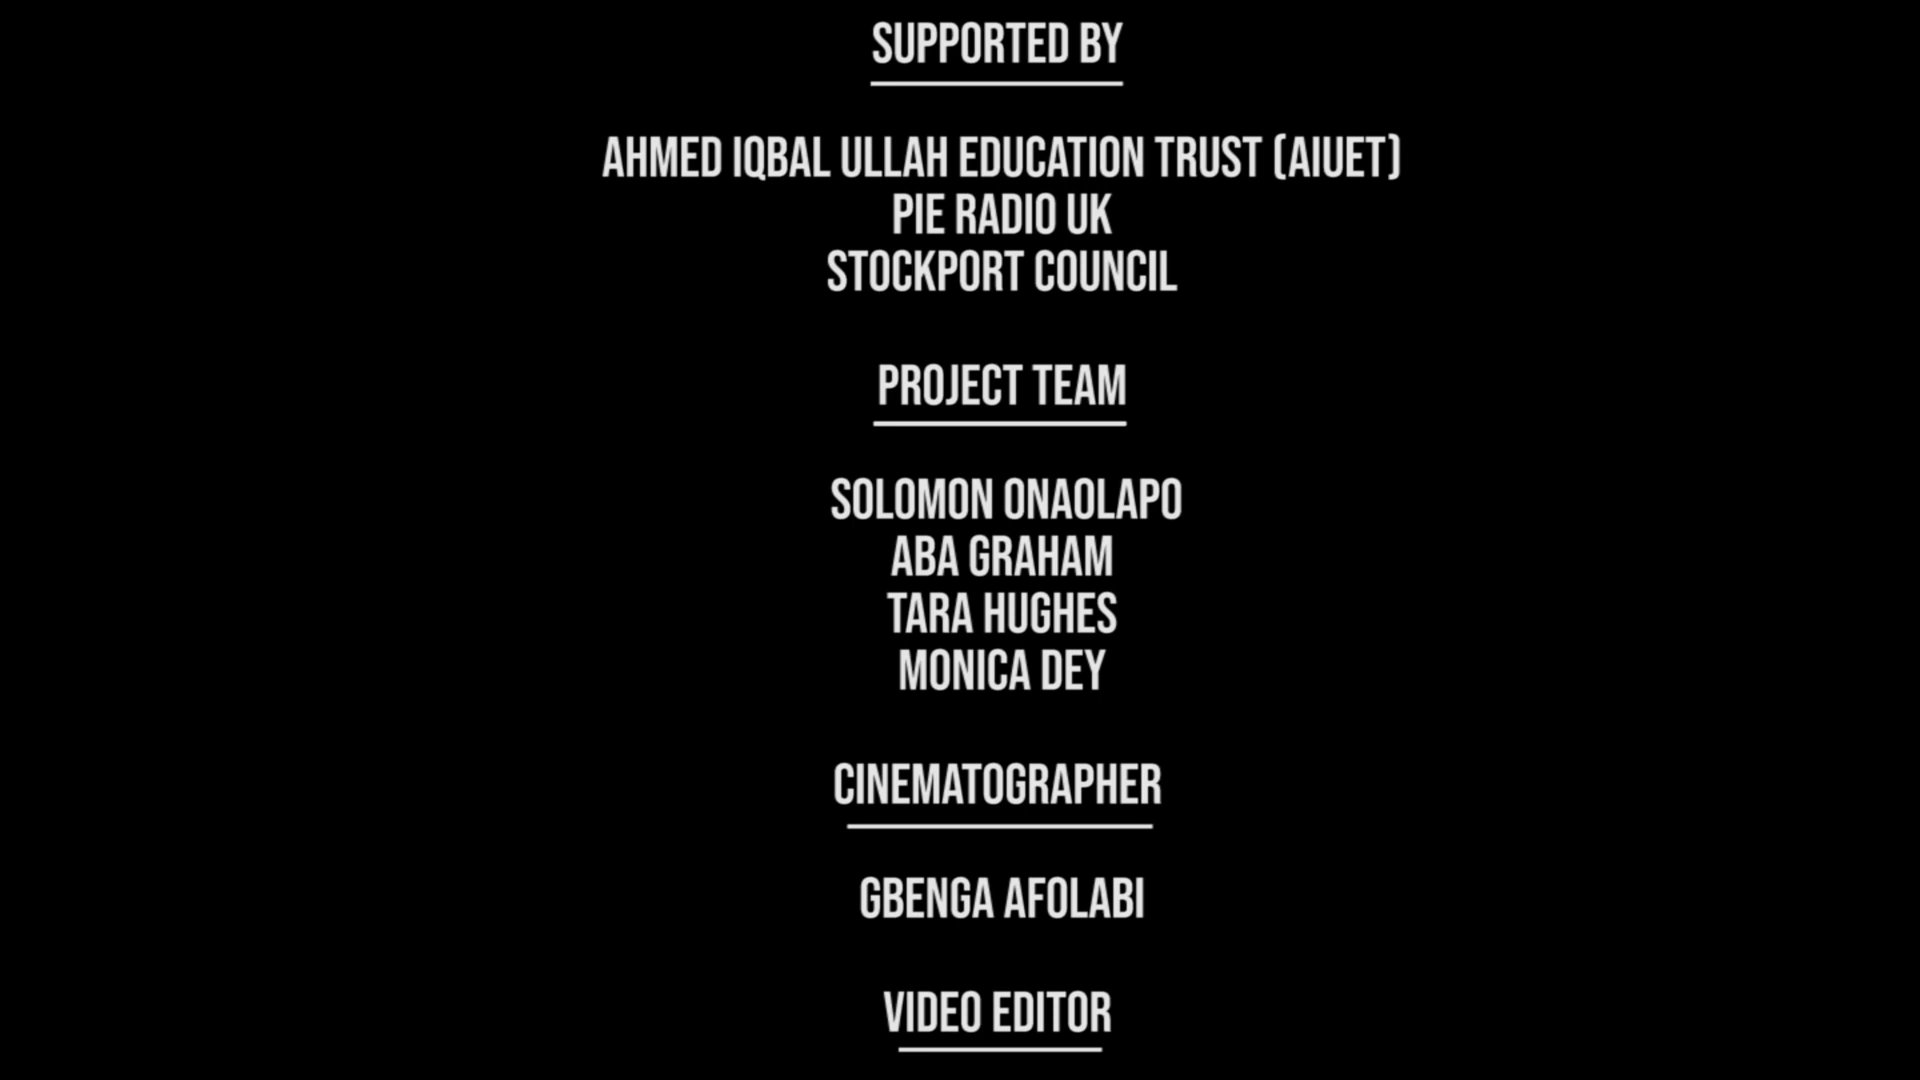 SUPPORTED BY
AHMED IQBAL ULLAH EDUCATION TRUST (AIUET)
PIE RADIO UK
STOCKPORT COUNCIL
PROJECT TEAM
SOLOMON ONAOLAPO
ABA GRAHAM
TARA HUGHES
MONICA DEY
CINEMATOGRAPHER
GBENGA AFOLABI
VIDEO EDITOR